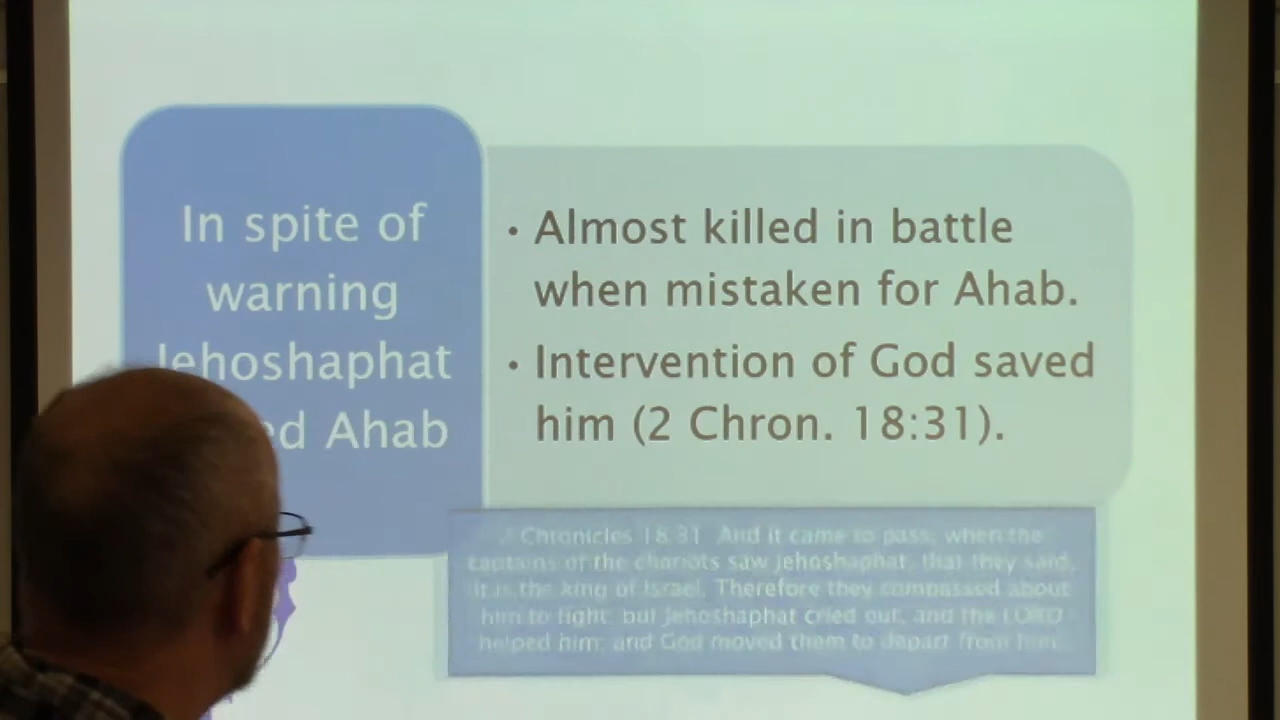 In spite of
warning
Jehoshaphat
Ahab
• Almost killed in battle
when mistaken for Ahab.
• Intervention of God saved
him (2 Chron. 18:31).
Chronicles 18:31 And it came to pass, when the
captains of the chariots saw Jehoshaphat, that they said,
It is the king of Israel. Therefore they compassed about
him to fight: but Jehoshaphat cried out, and the LORD
helped him; and God moved them to depart from him.